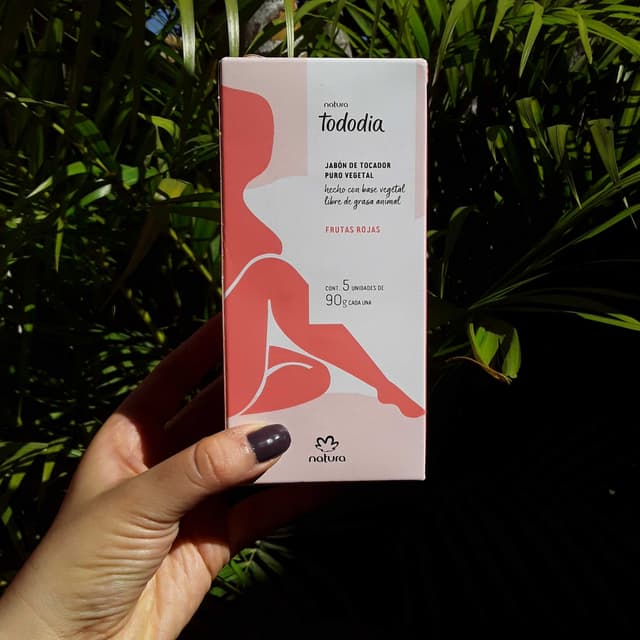 natura
Tododia
JABÓN DE TOCADOR
PURO VEGETAL
hecho con base vegetal
libre de grasa animal
FRUTAS ROJAS
CONT. 5 UNIDADES DE
90g CADA UNA
natura